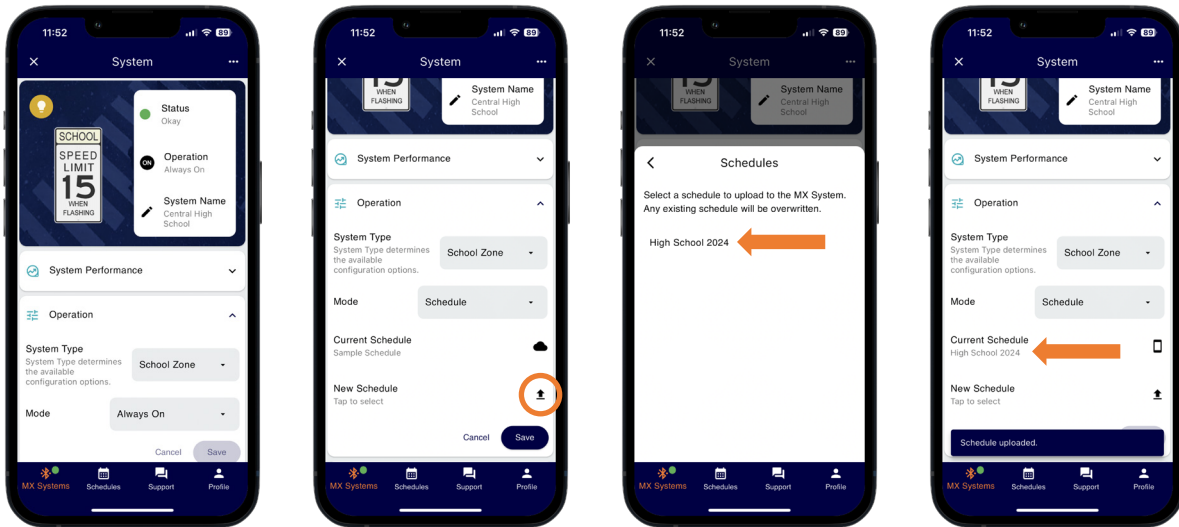 11:52
89
System
Status
Okay
Operation
Always On
ON
System Name
Central High
School
SCHOOL
SPEED
LIMIT
15
WHEN
FLASHING
System Performance
Operation
System Type
System Type determines
the available
configuration options.
School Zone
Mode
Always On
Cancel
Save
MX Systems
Schedules
Support
Profile
11:52
89
System
15
WHEN
FLASHING
System Name
Central High
School
System Performance
Operation
System Type
System Type determines
the available
configuration options.
School Zone
Mode
Schedule
Current Schedule
Sample Schedule
New Schedule
Tap to select
Cancel
Save
MX Systems
Schedules
Support
Profile
11:52
89
System
15
WHEN
FLASHING
System Name
Central High
School
Schedules
Select a schedule to upload to the MX System.
Any existing schedule will be overwritten.
High School 2024
MX Systems
Schedules
Support
Profile
11:52
89
System
15
WHEN
FLASHING
System Name
Central High
School
System Performance
Operation
System Type
System Type determines
the available
configuration options.
School Zone
Mode
Schedule
Current Schedule
High School 2024
New Schedule
Tap to select
Schedule uploaded.
MX Systems
Schedules
Support
Profile